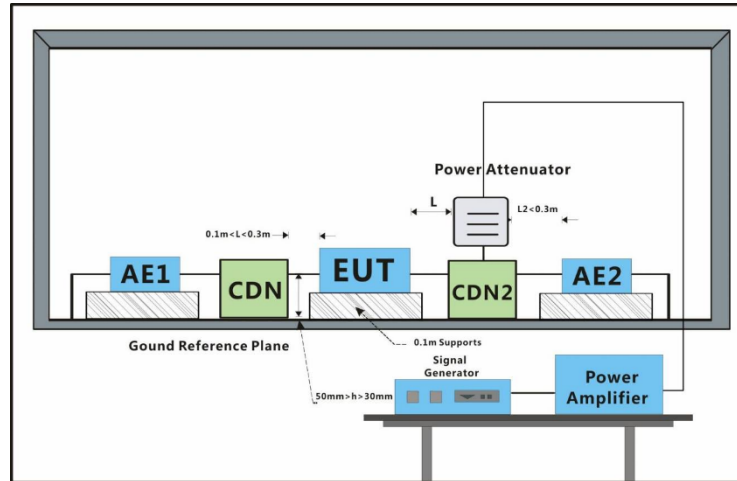 Power Attenuator
L
L2<0.3m
0.1m<L<0.3m
AE1
CDN
EUT
CDN2
AE2
0.1m Supports
Gound Reference Plane
Signal
Generator
50mm>h>30mm
Power
Amplifier